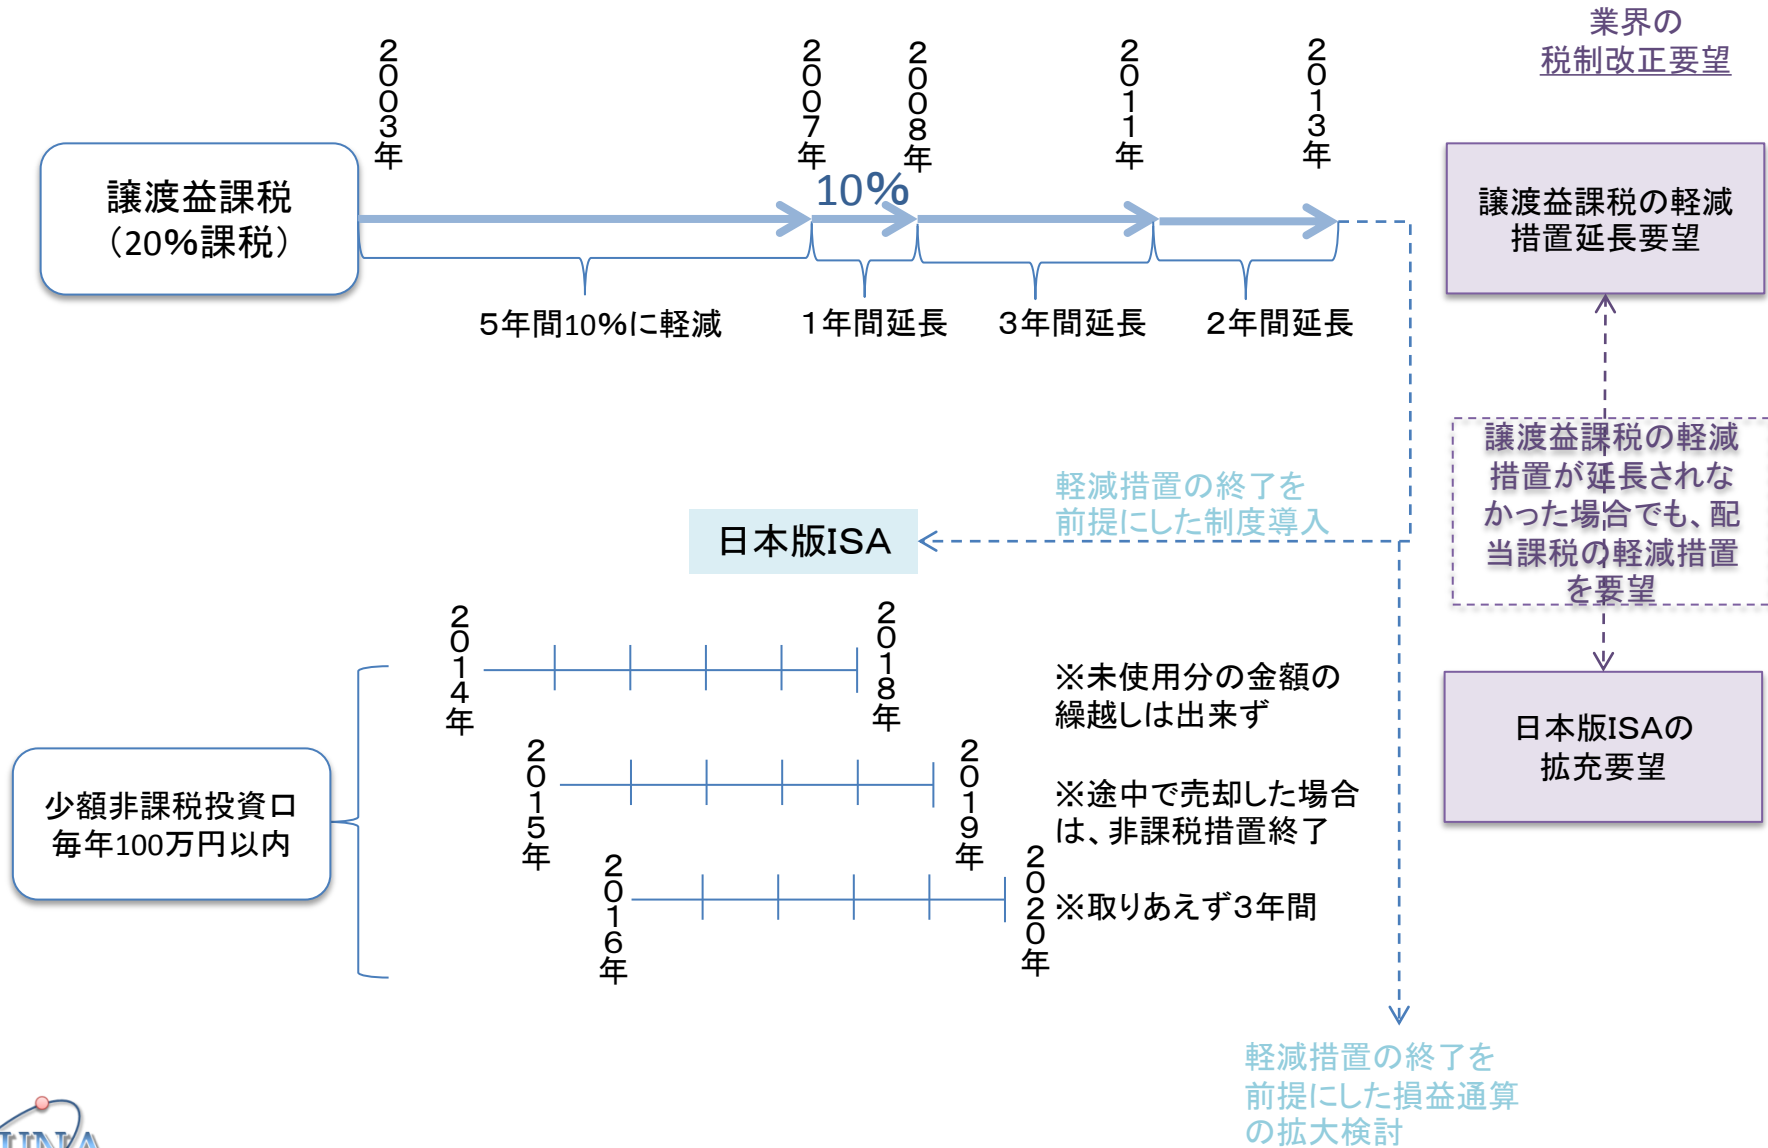 業界の
税制改正要望
2003年
2007年
2008年
2011年
2013年
10%
譲渡益課税
（20%課税）
5年間10%に軽減
1年間延長
3年間延長
2年間延長
譲渡益課税の軽減
措置延長要望
譲渡益課税の軽減
措置が延長されな
かった場合でも、配
当課税の軽減措置
を要望
軽減措置の終了を
前提にした制度導入
日本版ISA
2014年
2018年
2015年
2019年
2016年
2020年
少額非課税投資口
毎年100万円以内
※未使用分の金額の
繰越しは出来ず
※途中で売却した場合
は、非課税措置終了
※取りあえず3年間
日本版ISAの
拡充要望
軽減措置の終了を
前提にした損益通算
の拡大検討